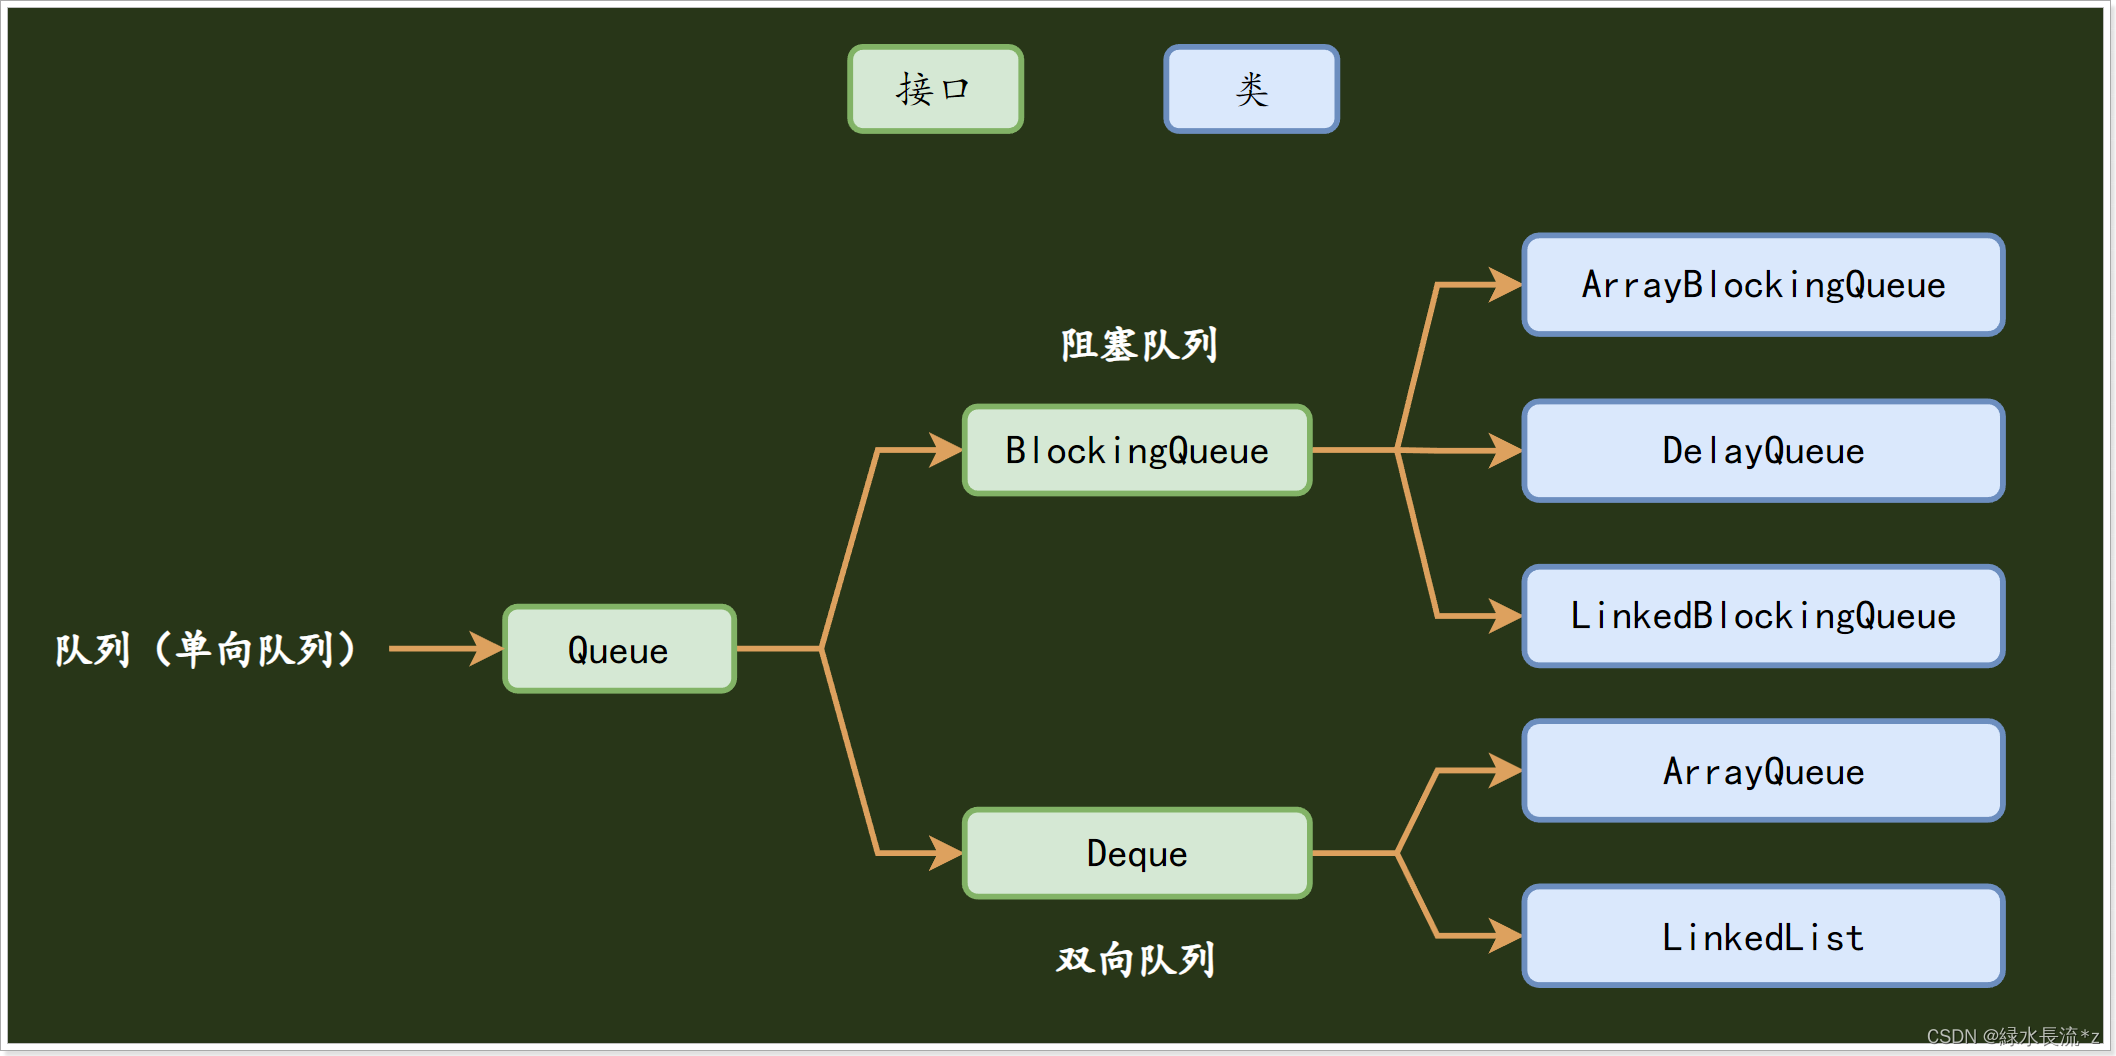 接口
类
ArrayBlockingQueue
阻塞队列
BlockingQueue
DelayQueue
LinkedBlockingQueue
队列（单向队列）
Queue
ArrayQueue
Deque
LinkedList
双向队列
CSDN @緑水長流*z